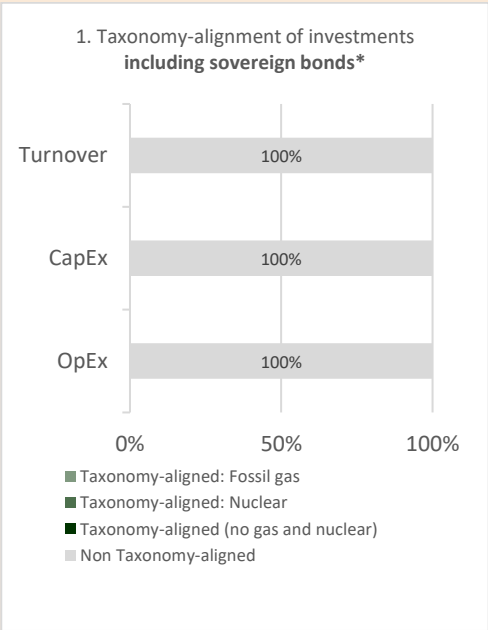 1. Taxonomy-alignment of investments
including sovereign bonds*
Turnover
100%
CapEx
100%
OpEx
100%
0% 50% 100%
Taxonomy-aligned: Fossil gas
Taxonomy-aligned: Nuclear
Taxonomy-aligned (no gas and nuclear)
Non Taxonomy-aligned